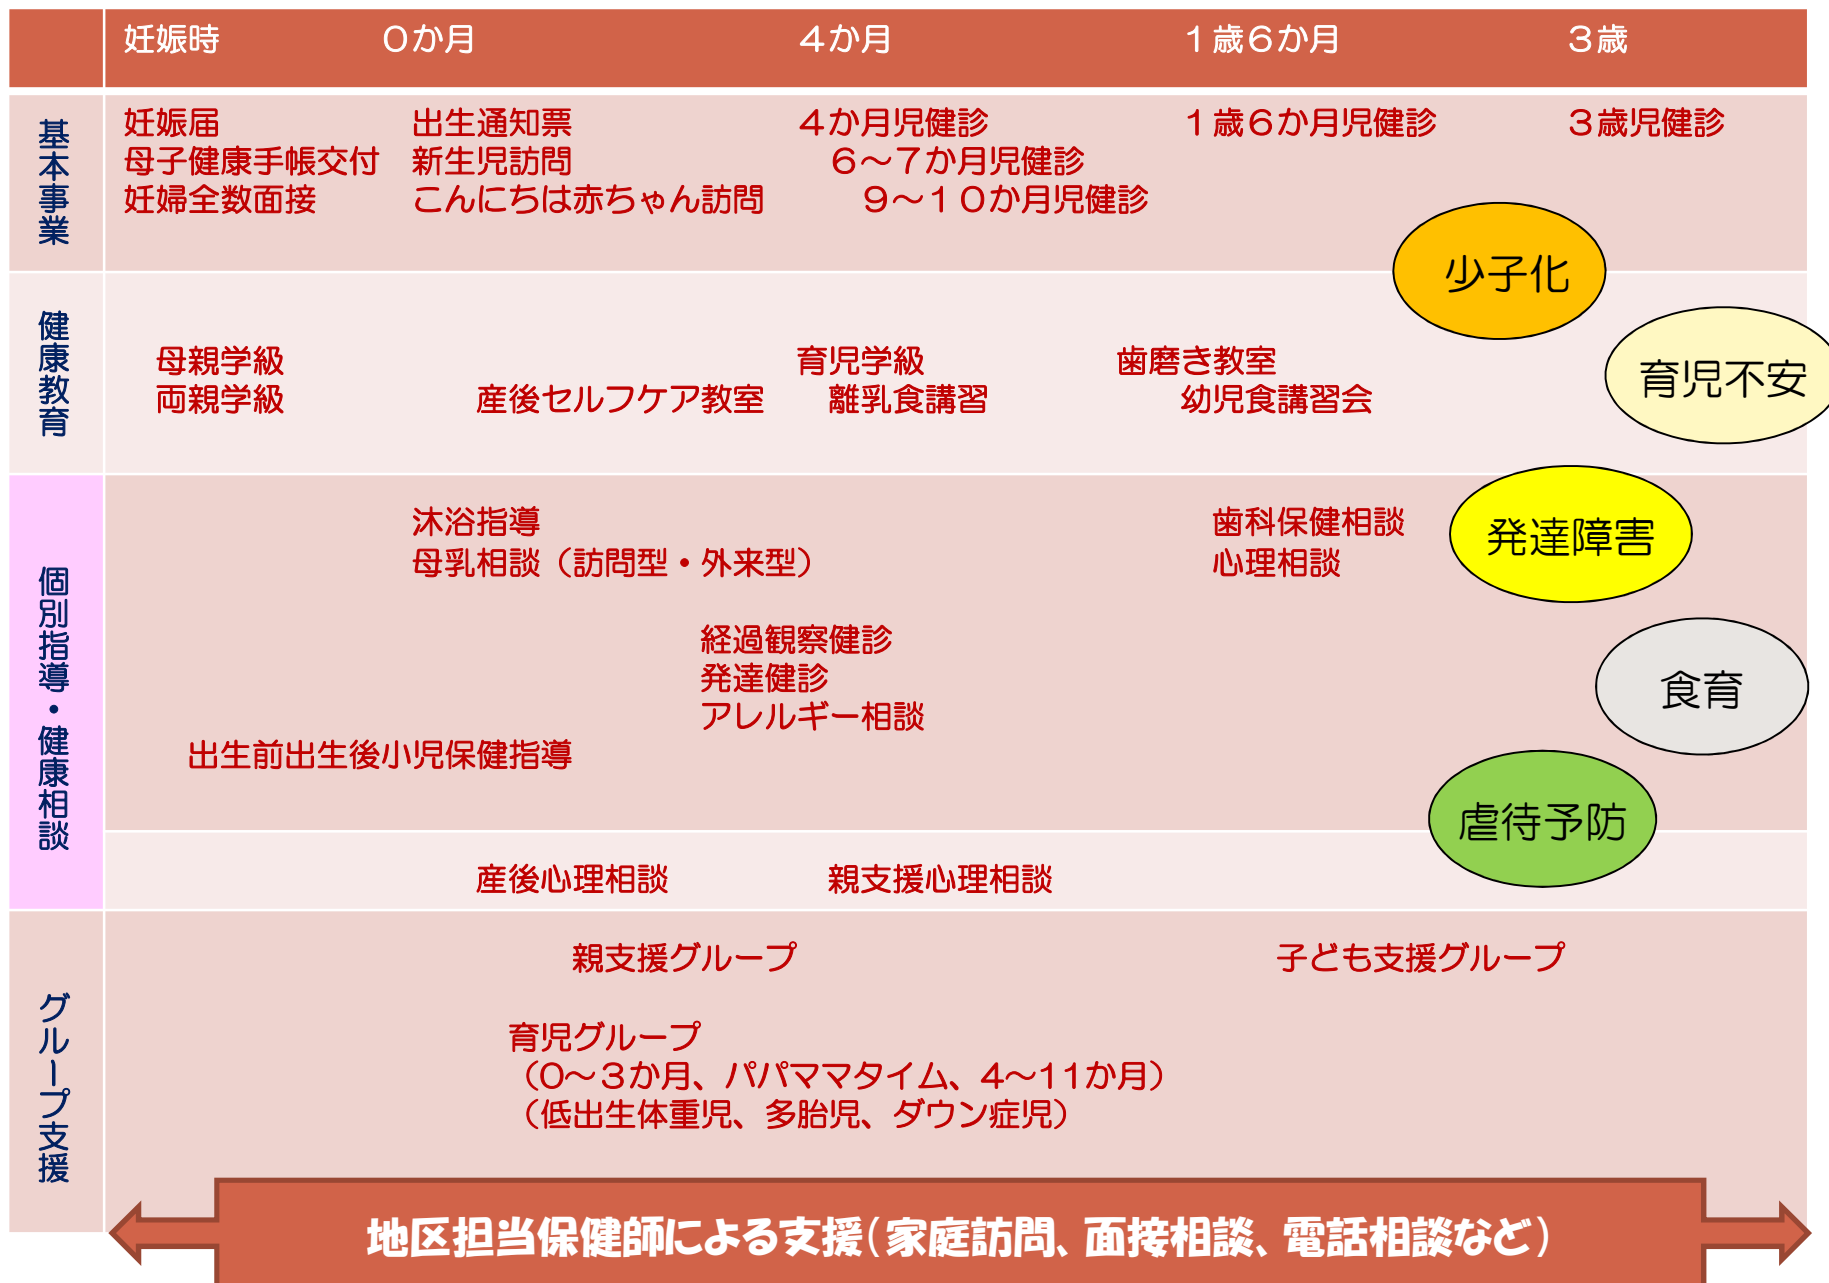 妊娠時　０か月　４か月　１歳６か月　３歳
基本事業
妊娠届　出生通知票　４か月児健診　１歳６か月児健診　３歳児健診
母子健康手帳交付　新生児訪問　６～７か月児健診
妊婦全数面接　こんにちは赤ちゃん訪問　９～１０か月児健診
少子化
健康教育
母親学級　育児学級　歯磨き教室
両親学級　産後セルフケア教室　離乳食講習　幼児食講習会
育児不安
個別指導・健康相談
沐浴指導　歯科保健相談
母乳相談（訪問型・外来型）　心理相談
発達障害
経過観察健診
発達健診
アレルギー相談
出生前出生後小児保健指導
食育
虐待予防
産後心理相談　親支援心理相談
グループ支援
親支援グループ　子ども支援グループ
育児グループ
（0～３か月、パパママタイム、4～11か月）
（低出生体重児、多胎児、ダウン症児）
地区担当保健師による支援（家庭訪問、面接相談、電話相談など）